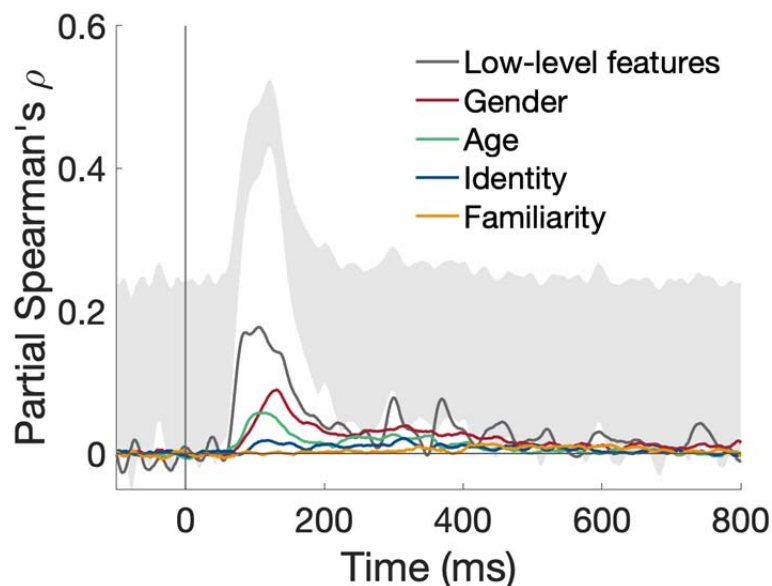 0.6
Low-level features
Gender
Age
Identity
Familiarity
0.4
0.2
0
Partial Spearman's ρ
0 200 400 600 800
Time (ms)